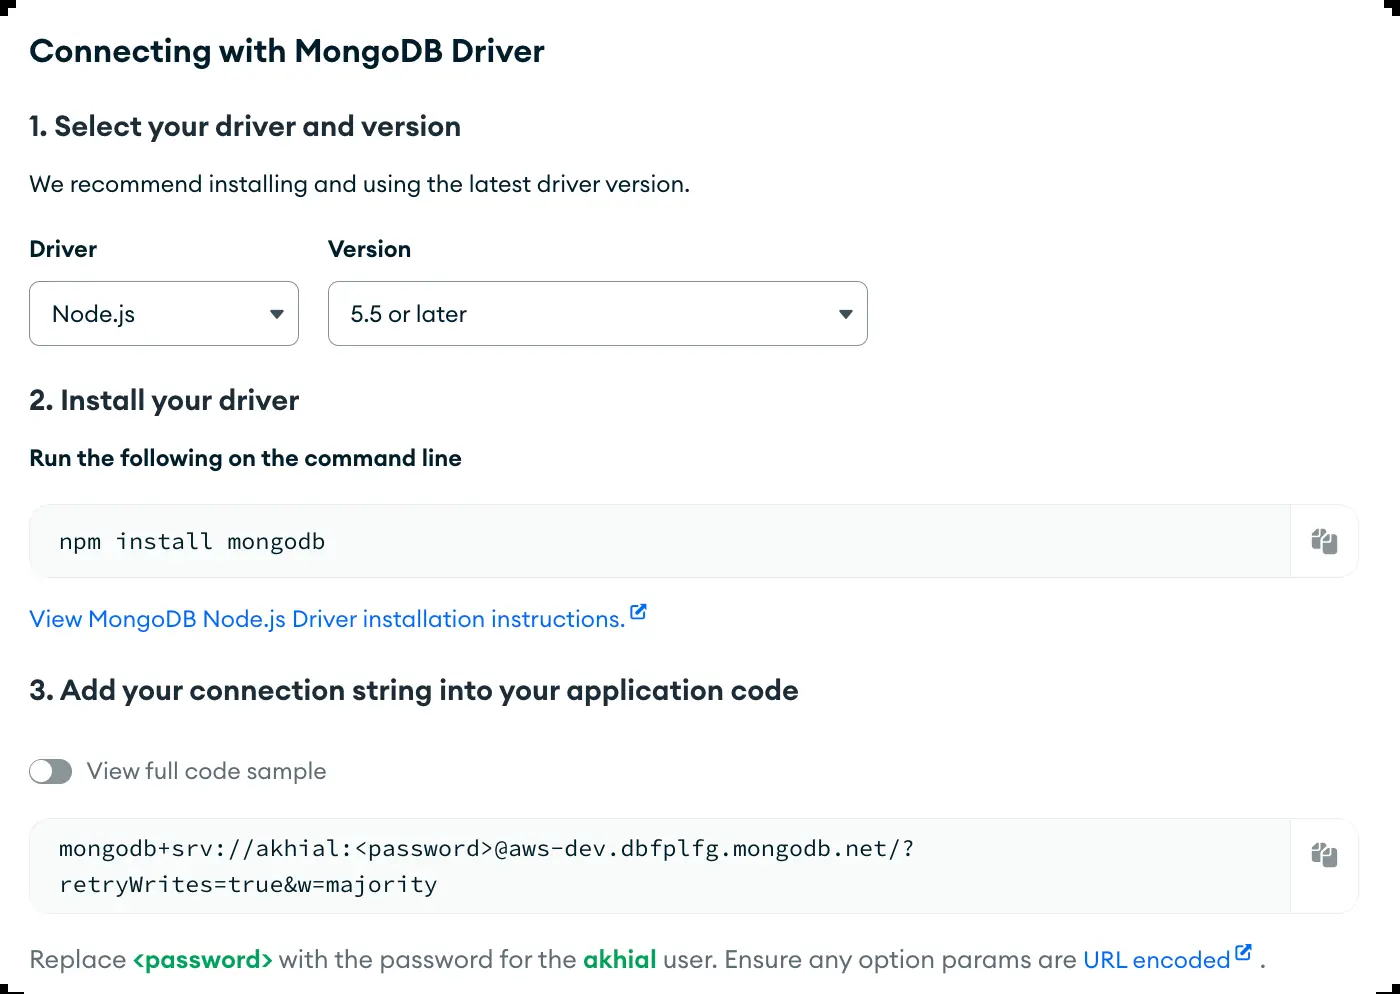 Connecting with MongoDB Driver
1. Select your driver and version
We recommend installing and using the latest driver version.
Driver Version
Node.js 5.5 or later
2. Install your driver
Run the following on the command line
npm install mongodb
View MongoDB Node.js Driver installation instructions.
3. Add your connection string into your application code
View full code sample
mongodb+srv://akhial:<password>@aws-dev.dbfplfg.mongodb.net/?
retryWrites=true&w=majority
Replace <password> with the password for the akhial user. Ensure any option params are URL encoded .